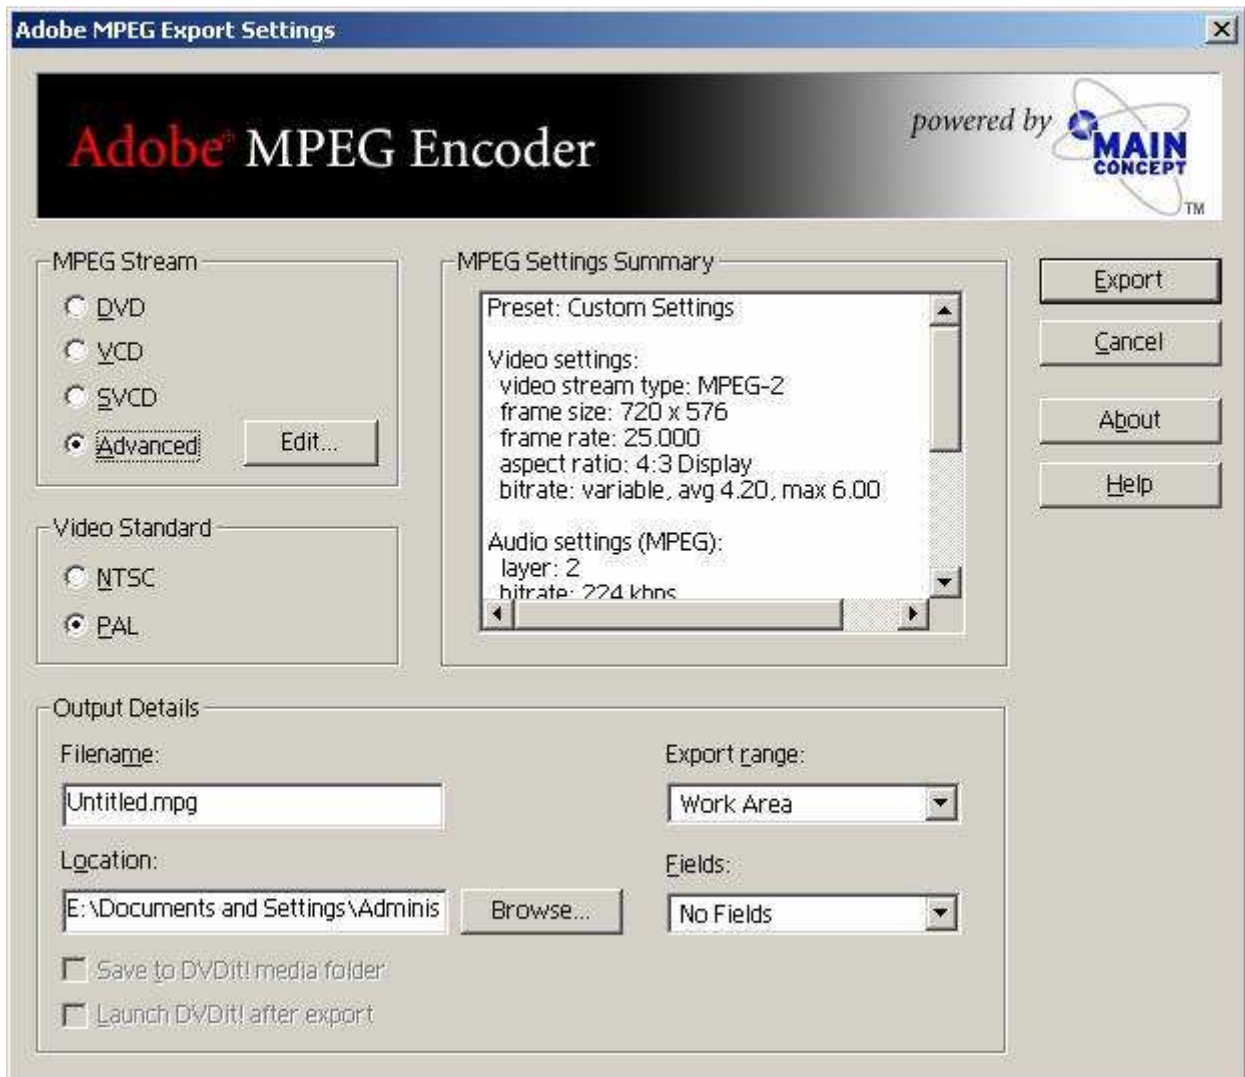 Adobe MPEG Export Settings
Adobe® MPEG Encoder
powered by
MAIN
CONCEPT
TM
MPEG Stream
DVD
VCD
SVCD
Advanced
Edit...
Video Standard
NTSC
PAL
MPEG Settings Summary
Preset: Custom Settings
Video settings:
video stream type: MPEG-2
frame size: 720 x 576
frame rate: 25.000
aspect ratio: 4:3 Display
bitrate: variable, avg 4.20, max 6.00
Audio settings (MPEG):
layer: 2
bitrate: 224 kbps
Export
Cancel
About
Help
Output Details
Filename:
Untitled.mpg
Location:
E:\Documents and Settings\Adminis
Browse...
Save to DVDit! media folder
Launch DVDit! after export
Export range:
Work Area
Fields:
No Fields